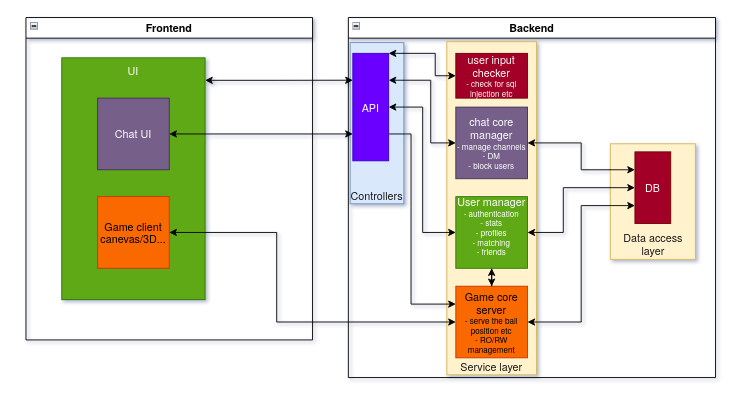 Frontend
Backend
UI
Chat UI
Game client
canevas/3D...
API
Controllers
user input
checker
- check for sql
injection etc
chat core
manager
- manage channels
- DM
- block users
User manager
- authentication
- stats
- profiles
- matching
- friends
Game core
server
- serve the ball
position etc
- RO/RW
management
Service layer
DB
Data access
layer